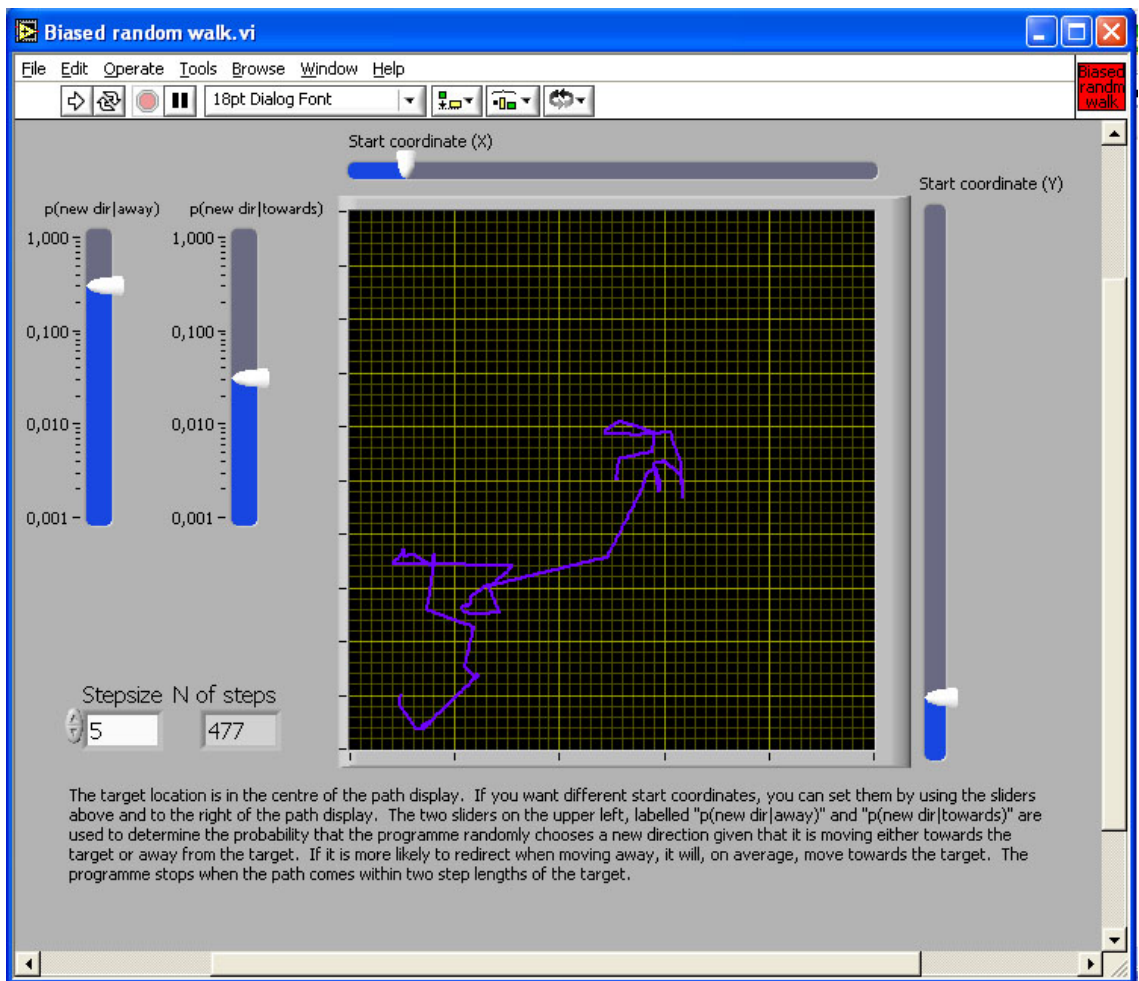 Biased random walk.vi
File Edit Operate Tools Browse Window Help
Biased
randm
walk
18pt Dialog Font
Start coordinate (X)
Start coordinate (Y)
p(new dir|away) p(new dir|towards)
1,000 1,000
0,100 0,100
0,010 0,010
0,001 0,001
Stepsize N of steps
5 477
The target location is in the centre of the path display. If you want different start coordinates, you can set them by using the sliders
above and to the right of the path display. The two sliders on the upper left, labelled "p(new dir|away)" and "p(new dir|towards)" are
used to determine the probability that the programme randomly chooses a new direction given that it is moving either towards the
target or away from the target. If it is more likely to redirect when moving away, it will, on average, move towards the target. The
programme stops when the path comes within two step lengths of the target.